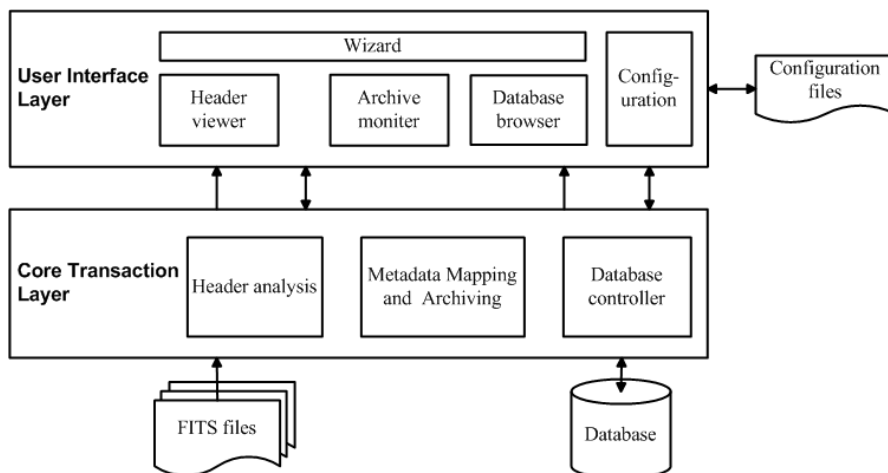 Wizard
User Interface
Layer
Header
viewer
Archive
moniter
Database
browser
Config-
uration
Configuration
files
Core Transaction
Layer
Header analysis
Metadata Mapping
and Archiving
Database
controller
FITS files
Database